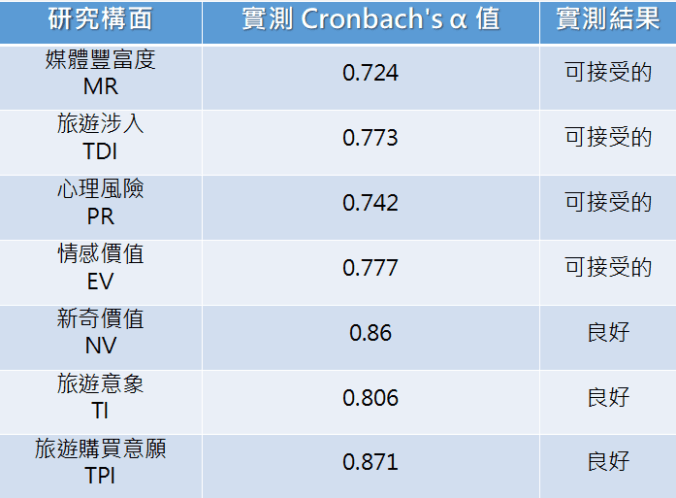 研究構面 實測 Cronbach's α 值 實測結果
媒體豐富度
MR
0.724 可接受的
旅遊涉入
TDI
0.773 可接受的
心理風險
PR
0.742 可接受的
情感價值
EV
0.777 可接受的
新奇價值
NV
0.86 良好
旅遊意象
TI
0.806 良好
旅遊購買意願
TPI
0.871 良好